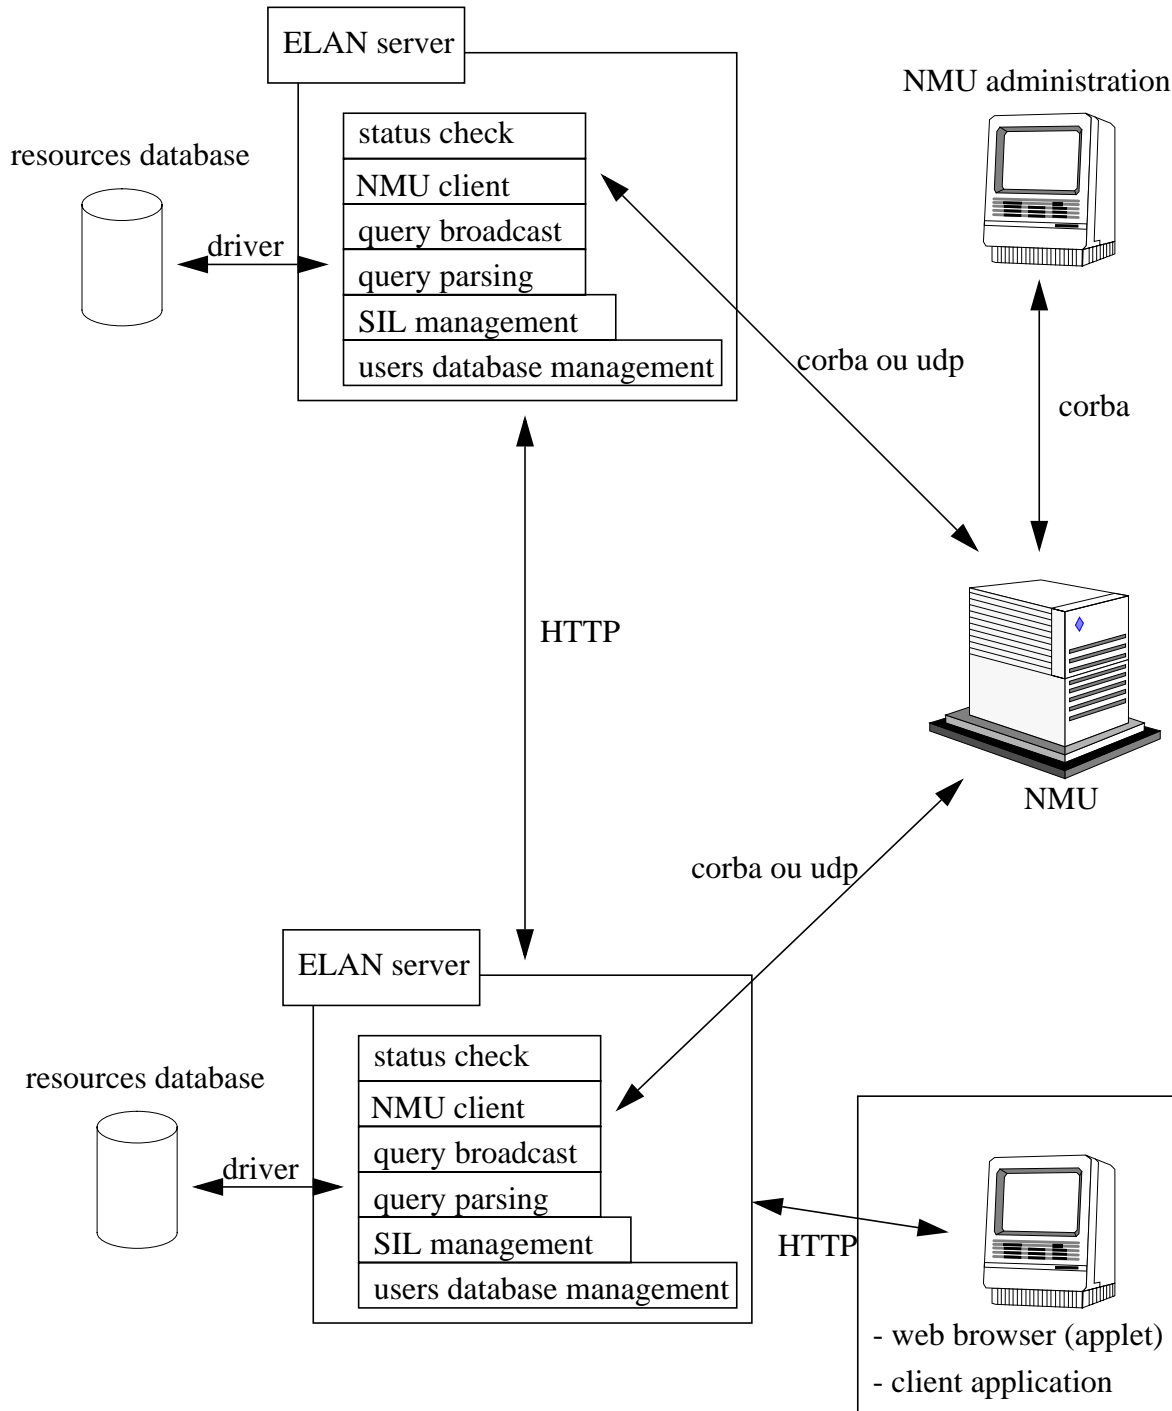 ELAN server
NMU administration
status check
resources database
NMU client
query broadcast
driver
query parsing
SIL management
users database management
corba ou udp
corba
HTTP
NMU
corba ou udp
ELAN server
status check
resources database
NMU client
query broadcast
driver
query parsing
SIL management
HTTP
users database management
- web browser (applet)
- client application